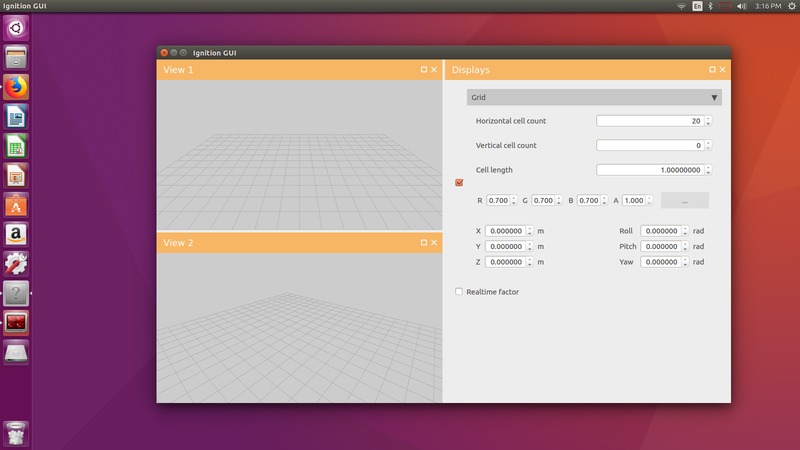 Ignition GUI
En
3:16 PM
Ignition GUI
View 1
View 2
Displays
Grid
Horizontal cell count 20
Vertical cell count 0
Cell length 1.00000000
R 0.700 G 0.700 B 0.700 A 1.000 ...
X 0.000000 m Roll 0.000000 rad
Y 0.000000 m Pitch 0.000000 rad
Z 0.000000 m Yaw 0.000000 rad
Realtime factor